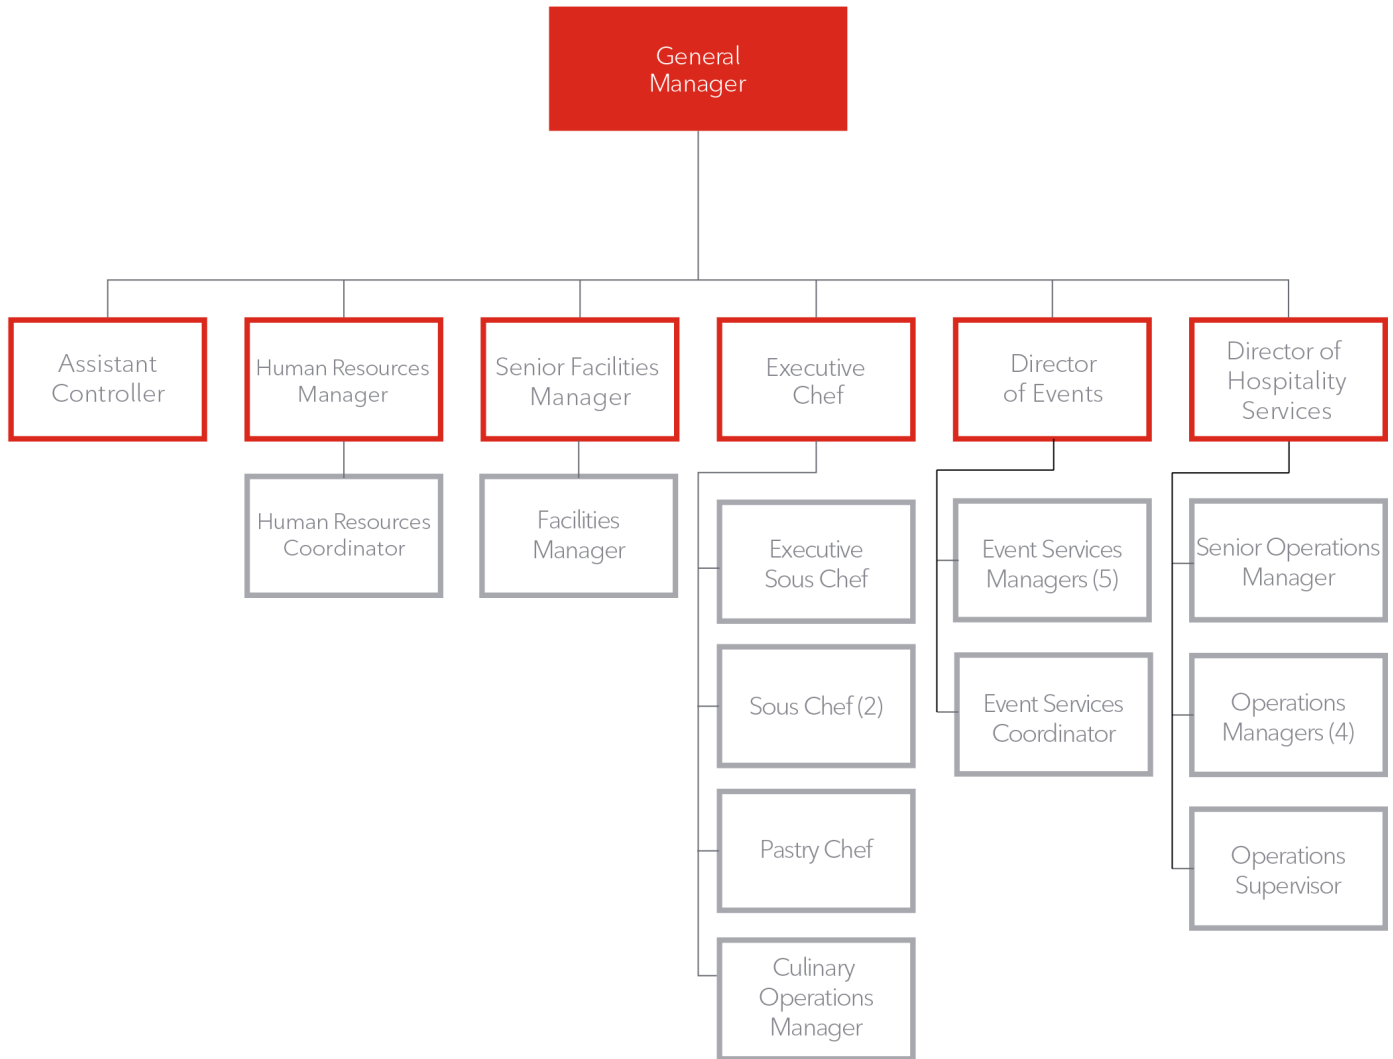 General
Manager
Assistant
Controller
Human Resources
Manager
Senior Facilities
Manager
Executive
Chef
Director
of Events
Director of
Hospitality
Services
Human Resources
Coordinator
Facilities
Manager
Executive
Sous Chef
Sous Chef (2)
Pastry Chef
Culinary
Operations
Manager
Event Services
Managers (5)
Event Services
Coordinator
Senior Operations
Manager
Operations
Managers (4)
Operations
Supervisor